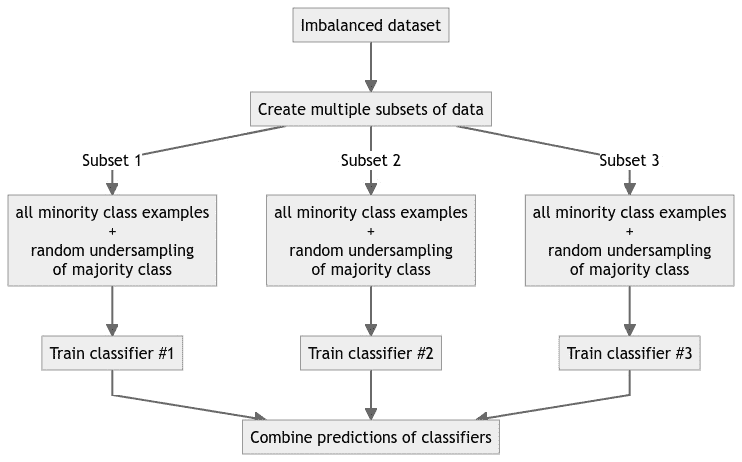 Imbalanced dataset
Create multiple subsets of data
Subset 1
Subset 2
Subset 3
all minority class examples
+
random undersampling
of majority class
all minority class examples
+
random undersampling
of majority class
all minority class examples
+
random undersampling
of majority class
Train classifier #1
Train classifier #2
Train classifier #3
Combine predictions of classifiers